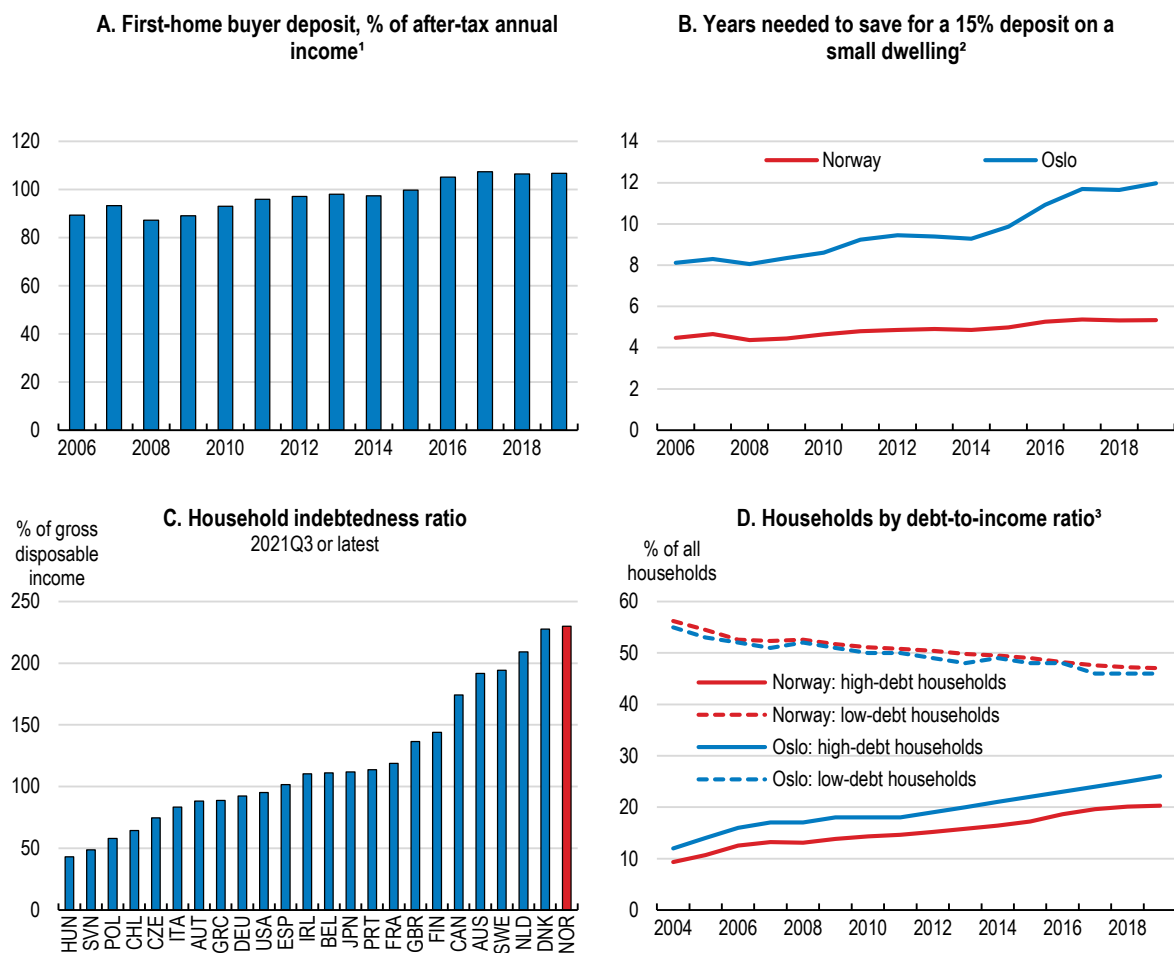 A. First-home buyer deposit, % of after-tax annual
income¹
120
100
80
60
40
20
0
2006
2008
2010
2012
2014
2016
2018
B. Years needed to save for a 15% deposit on a
small dwelling²
14
12
10
8
6
4
2
0
Norway
Oslo
2006
2008
2010
2012
2014
2016
2018
C. Household indebtedness ratio
2021Q3 or latest
% of gross
disposable
income
250
200
150
100
50
0
HUN
SVN
POL
CHL
CZE
ITA
AUT
GRC
DEU
USA
ESP
IRL
BEL
JPN
PRT
FRA
GBR
FIN
CAN
AUS
SWE
NLD
DNK
NOR
D. Households by debt-to-income ratio³
% of all
households
60
50
40
30
20
10
0
Norway: high-debt households
Norway: low-debt households
Oslo: high-debt households
Oslo: low-debt households
2004
2006
2008
2010
2012
2014
2016
2018